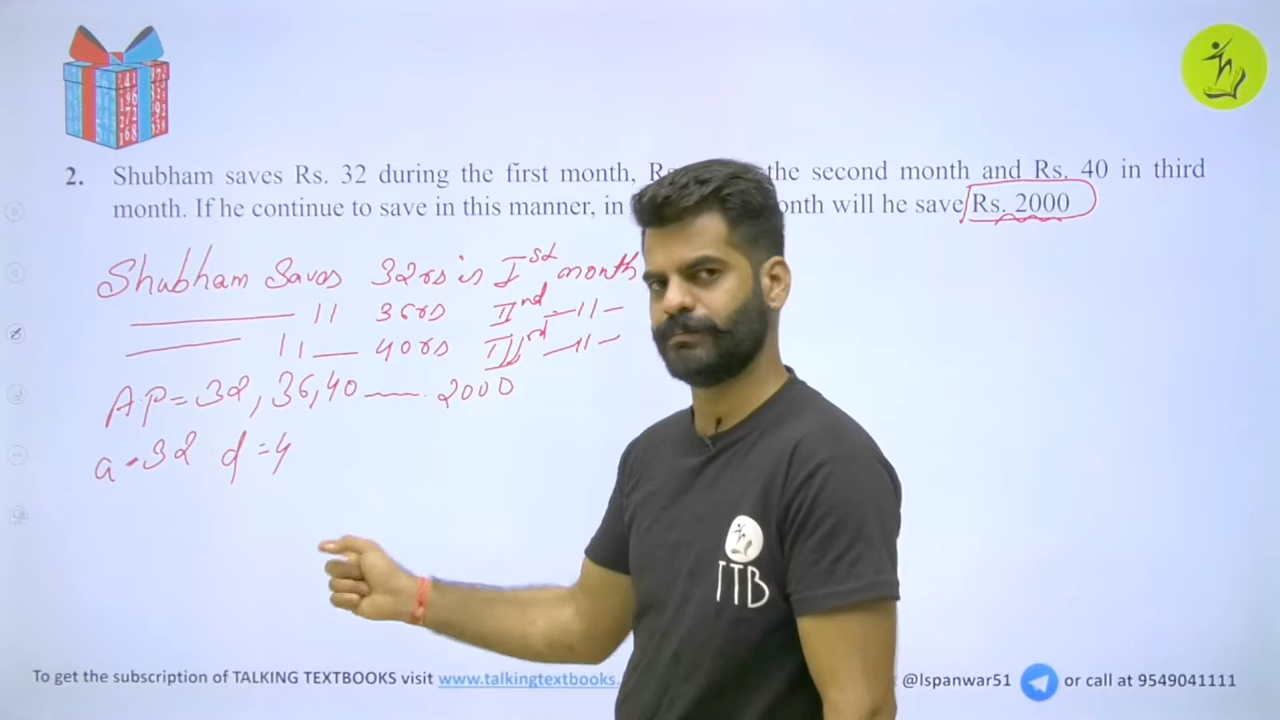 2. Shubham saves Rs. 32 during the first month, the second month and Rs. 40 in third
month. If he continue to save in this manner, in will he save Rs. 2000
Shubham Saves 32rs in Ist month
———— 11 36rs IInd —11—
———— 11 — 40rs IIIrd —11—
A.P = 32, 36, 40 —— 2000
a = 32 d = 4
TTB
To get the subscription of TALKING TEXTBOOKS visit www.talkingtextbooks. @lspanwar51 or call at 9549041111